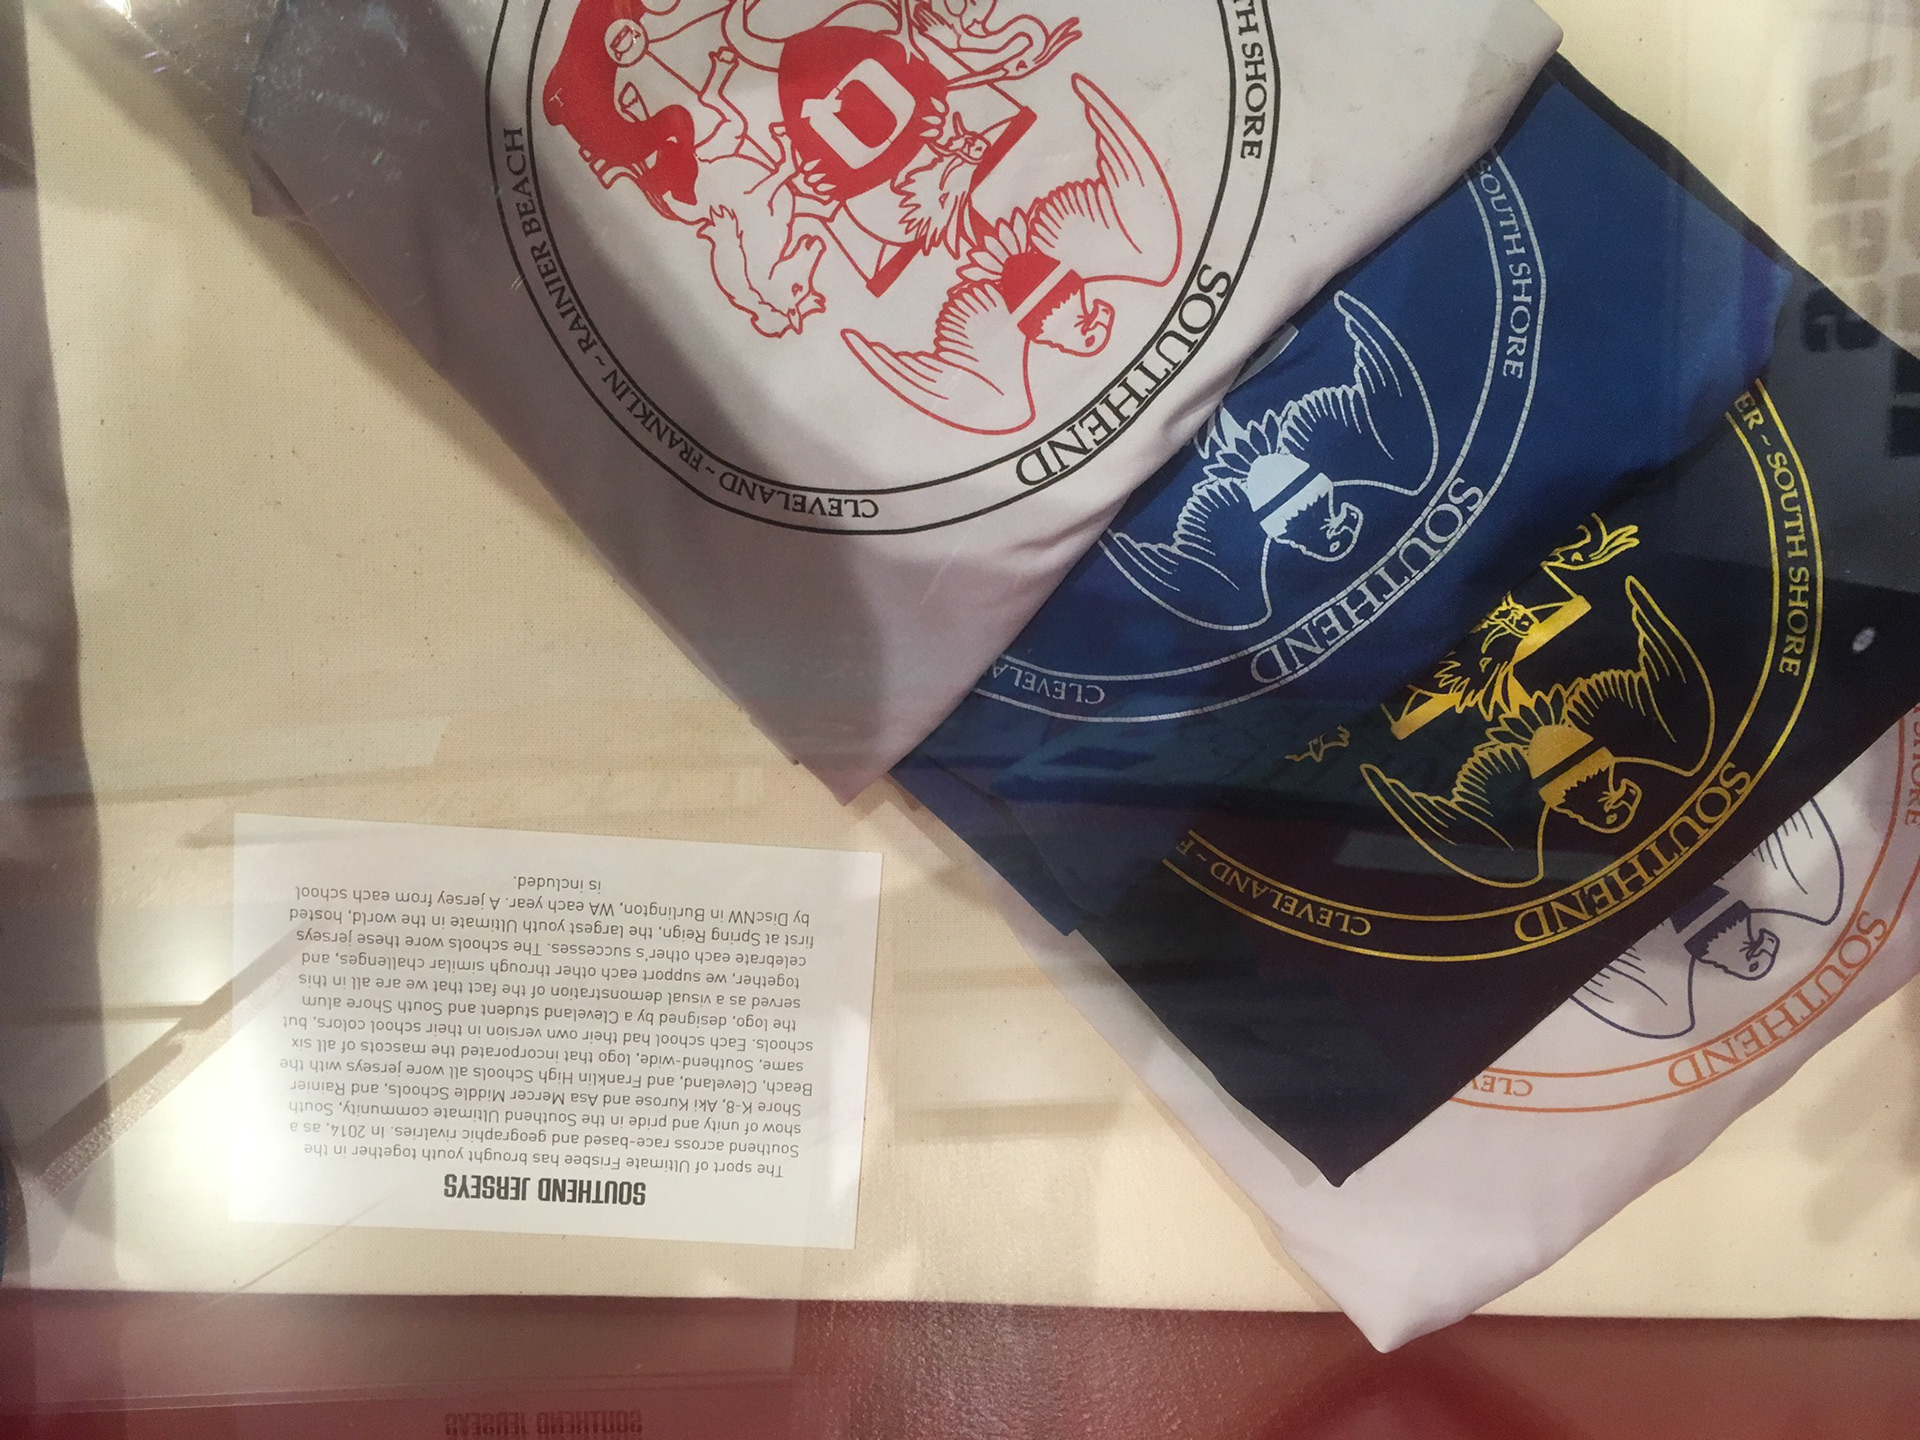 SOUTHEND JERSEYS
The sport of Ultimate Frisbee has brought youth together in the
Southend across race-based and geographic rivalries. In 2014, as a
show of unity and pride in the Southend Ultimate community, South
Shore K-8, Aki Kurose and Asa Mercer Middle Schools, and Rainier
Beach, Cleveland, and Franklin High Schools all wore jerseys with the
same, Southend-wide, logo that incorporated the mascots of all six
schools. Each school had their own version in their school colors, but
the logo, designed by a Cleveland student and South Shore alum
served as a visual demonstration of the fact that we are all in this
together, we support each other through similar challenges, and
celebrate each other's successes. The schools wore these jerseys
first at Spring Reign, the largest youth Ultimate in the world, hosted
by DiscNW in Burlington, WA each year. A jersey from each school
is included.
SOUTHEND
CLEVELAND ~ FRANKLIN ~ RAINIER BEACH
TH SHORE
D
SOUTHEND
CLEVELA
SOUTH SHORE
SOUTHEND
CLEVELAND ~ F
ER ~ SOUTH SHORE
SOUTHEND
CLEV
SHORE
SOUTHEND JERSEYS